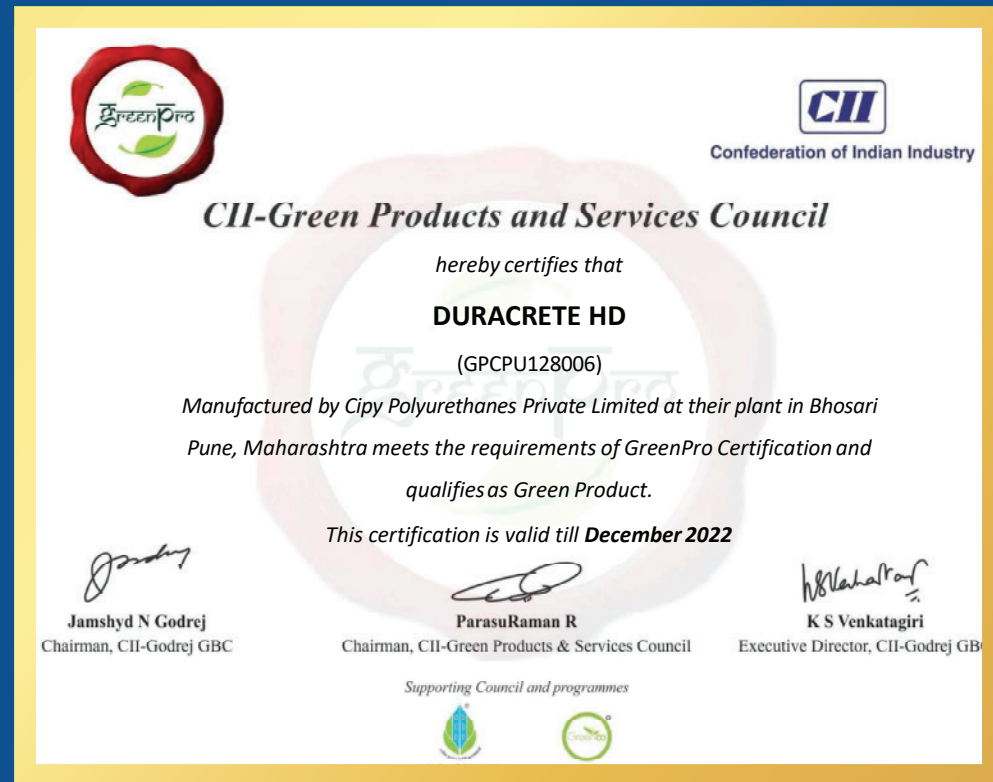 GreenPro
CII
Confederation of Indian Industry
CII-Green Products and Services Council
hereby certifies that
DURACRETE HD
(GPCPU128006)
GreenPro
Manufactured by Cipy Polyurethanes Private Limited at their plant in Bhosari
Pune, Maharashtra meets the requirements of GreenPro Certification and
qualifies as Green Product.
This certification is valid till December 2022
Jamshyd N Godrej
Chairman, CII-Godrej GBC
ParasuRaman R
Chairman, CII-Green Products & Services Council
K S Venkatagiri
Executive Director, CII-Godrej GB
Supporting Council and programmes